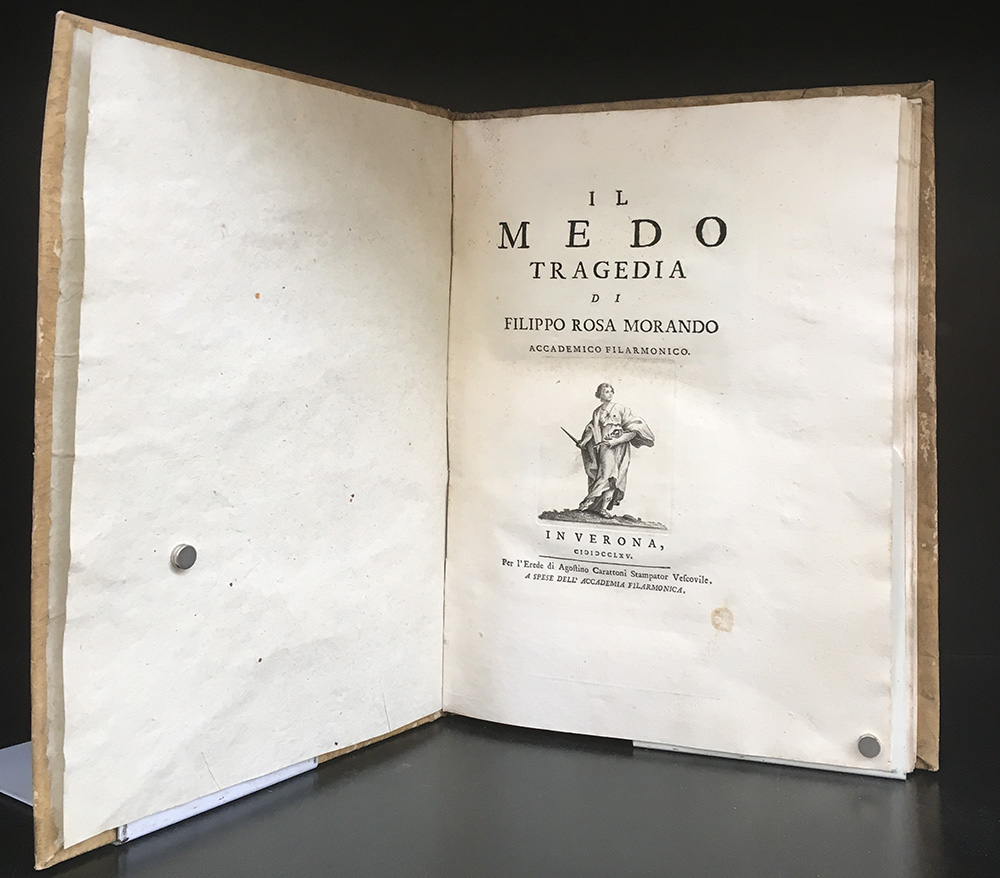 IL
MEDO
TRAGEDIA
DI
FILIPPO ROSA MORANDO
ACCADEMICO FILARMONICO.
IN VERONA,
CIƆIƆCCLXV.
Per l'Erede di Agoſtino Carattoni Stampator Veſcovile.
A SPESE DELL' ACCADEMIA FILARMONICA.